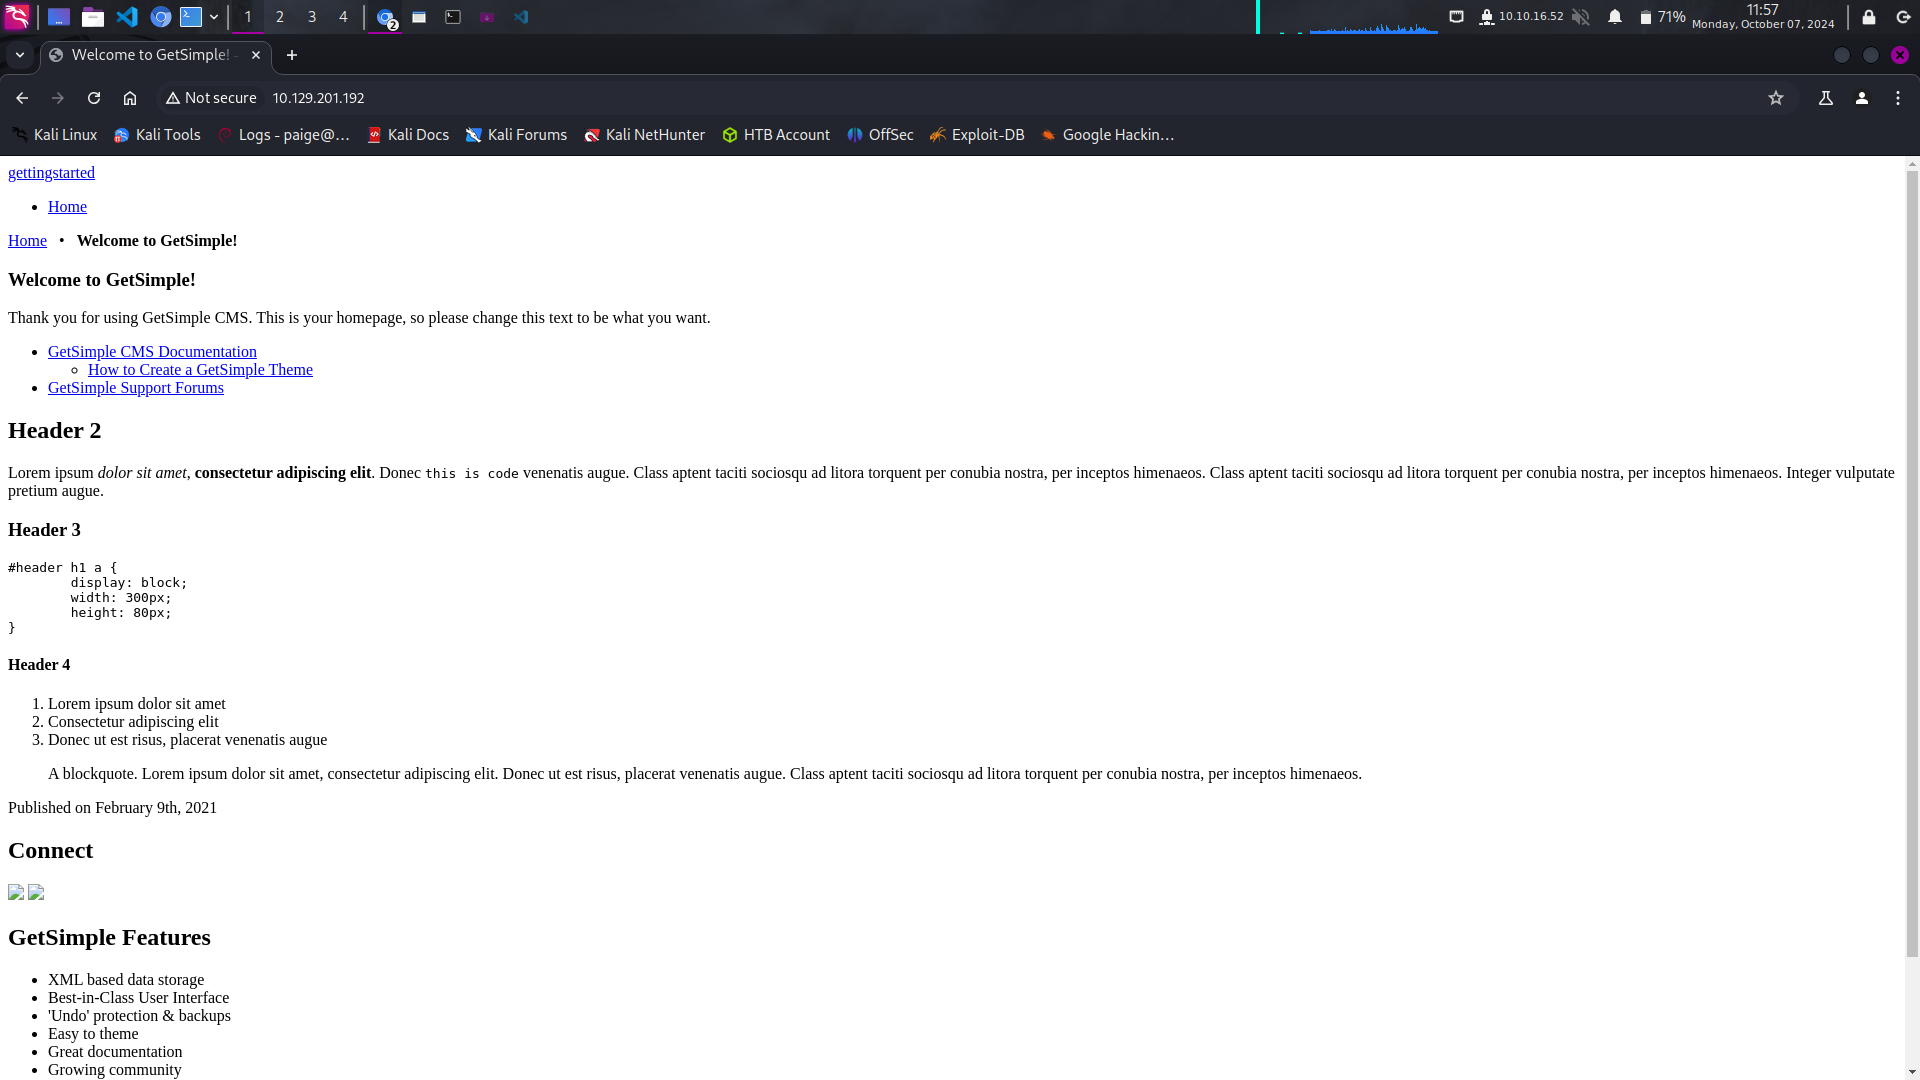 1 2 3 4 2 10.10.16.52 71% 11:57
Monday, October 07, 2024
Welcome to GetSimple! -
Not secure 10.129.201.192
Kali Linux Kali Tools Logs - paige@... Kali Docs Kali Forums Kali NetHunter HTB Account OffSec Exploit-DB Google Hackin...
gettingstarted
• Home
Home • Welcome to GetSimple!
Welcome to GetSimple!
Thank you for using GetSimple CMS. This is your homepage, so please change this text to be what you want.
• GetSimple CMS Documentation
◦ How to Create a GetSimple Theme
• GetSimple Support Forums
Header 2
Lorem ipsum dolor sit amet, consectetur adipiscing elit. Donec this is code venenatis augue. Class aptent taciti sociosqu ad litora torquent per conubia nostra, per inceptos himenaeos. Class aptent taciti sociosqu ad litora torquent per conubia nostra, per inceptos himenaeos. Integer vulputate
pretium augue.
Header 3
#header h1 a {
display: block;
width: 300px;
height: 80px;
}
Header 4
1. Lorem ipsum dolor sit amet
2. Consectetur adipiscing elit
3. Donec ut est risus, placerat venenatis augue
A blockquote. Lorem ipsum dolor sit amet, consectetur adipiscing elit. Donec ut est risus, placerat venenatis augue. Class aptent taciti sociosqu ad litora torquent per conubia nostra, per inceptos himenaeos.
Published on February 9th, 2021
Connect
GetSimple Features
• XML based data storage
• Best-in-Class User Interface
• 'Undo' protection & backups
• Easy to theme
• Great documentation
• Growing community